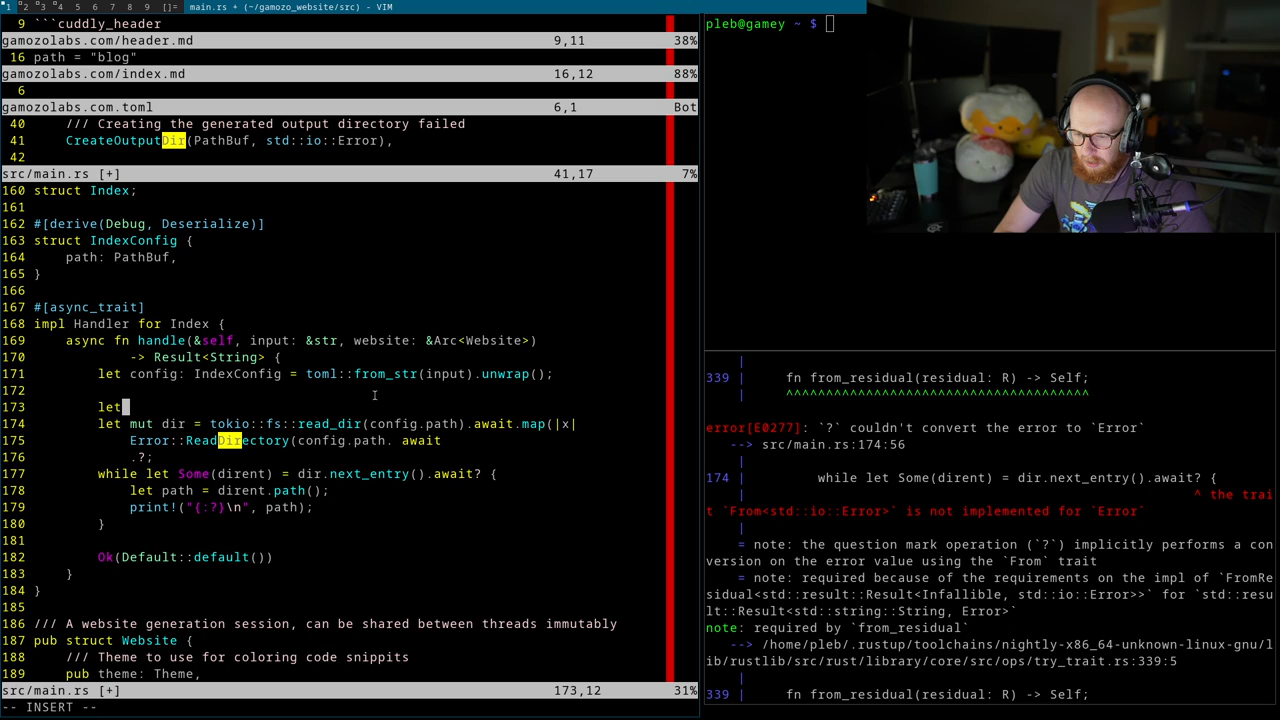 1  2  3  4  5  6  7  8  9  []=  main.rs + (~/gamozo_website/src) - VIM
9 ```cuddly_header
gamozolabs.com/header.md 9,11 38%
16 path = "blog"
gamozolabs.com/index.md 16,12 88%
6
gamozolabs.com.toml 6,1 Bot
40     /// Creating the generated output directory failed
41     CreateOutputDir(PathBuf, std::io::Error),
42
src/main.rs [+] 41,17 7%
160 struct Index;
161
162 #[derive(Debug, Deserialize)]
163 struct IndexConfig {
164     path: PathBuf,
165 }
166
167 #[async_trait]
168 impl Handler for Index {
169     async fn handle(&self, input: &str, website: &Arc<Website>)
170             -> Result<String> {
171         let config: IndexConfig = toml::from_str(input).unwrap();
172
173         let
174         let mut dir = tokio::fs::read_dir(config.path).await.map(|x|
175             Error::ReadDirectory(config.path. await
176             .?;
177         while let Some(dirent) = dir.next_entry().await? {
178             let path = dirent.path();
179             print!("{:?}\n", path);
180         }
181
182         Ok(Default::default())
183     }
184 }
185
186 /// A website generation session, can be shared between threads immutably
187 pub struct Website {
188     /// Theme to use for coloring code snippits
189     pub theme: Theme,
src/main.rs [+] 173,12 31%
-- INSERT --
pleb@gamey ~ $
|
339 |     fn from_residual(residual: R) -> Self;
|     ^^^^^^^^^^^^^^^^^^^^^^^^^^^^^^^^^^^^^^
error[E0277]: `?` couldn't convert the error to `Error`
--> src/main.rs:174:56
|
174 |         while let Some(dirent) = dir.next_entry().await? {
| ^ the trai
t `From<std::io::Error>` is not implemented for `Error`
|
= note: the question mark operation (`?`) implicitly performs a con
version on the error value using the `From` trait
= note: required because of the requirements on the impl of `FromRe
sidual<std::result::Result<Infallible, std::io::Error>>` for `std::resu
lt::Result<std::string::String, Error>`
note: required by `from_residual`
--> /home/pleb/.rustup/toolchains/nightly-x86_64-unknown-linux-gnu/l
ib/rustlib/src/rust/library/core/src/ops/try_trait.rs:339:5
|
339 |     fn from_residual(residual: R) -> Self;